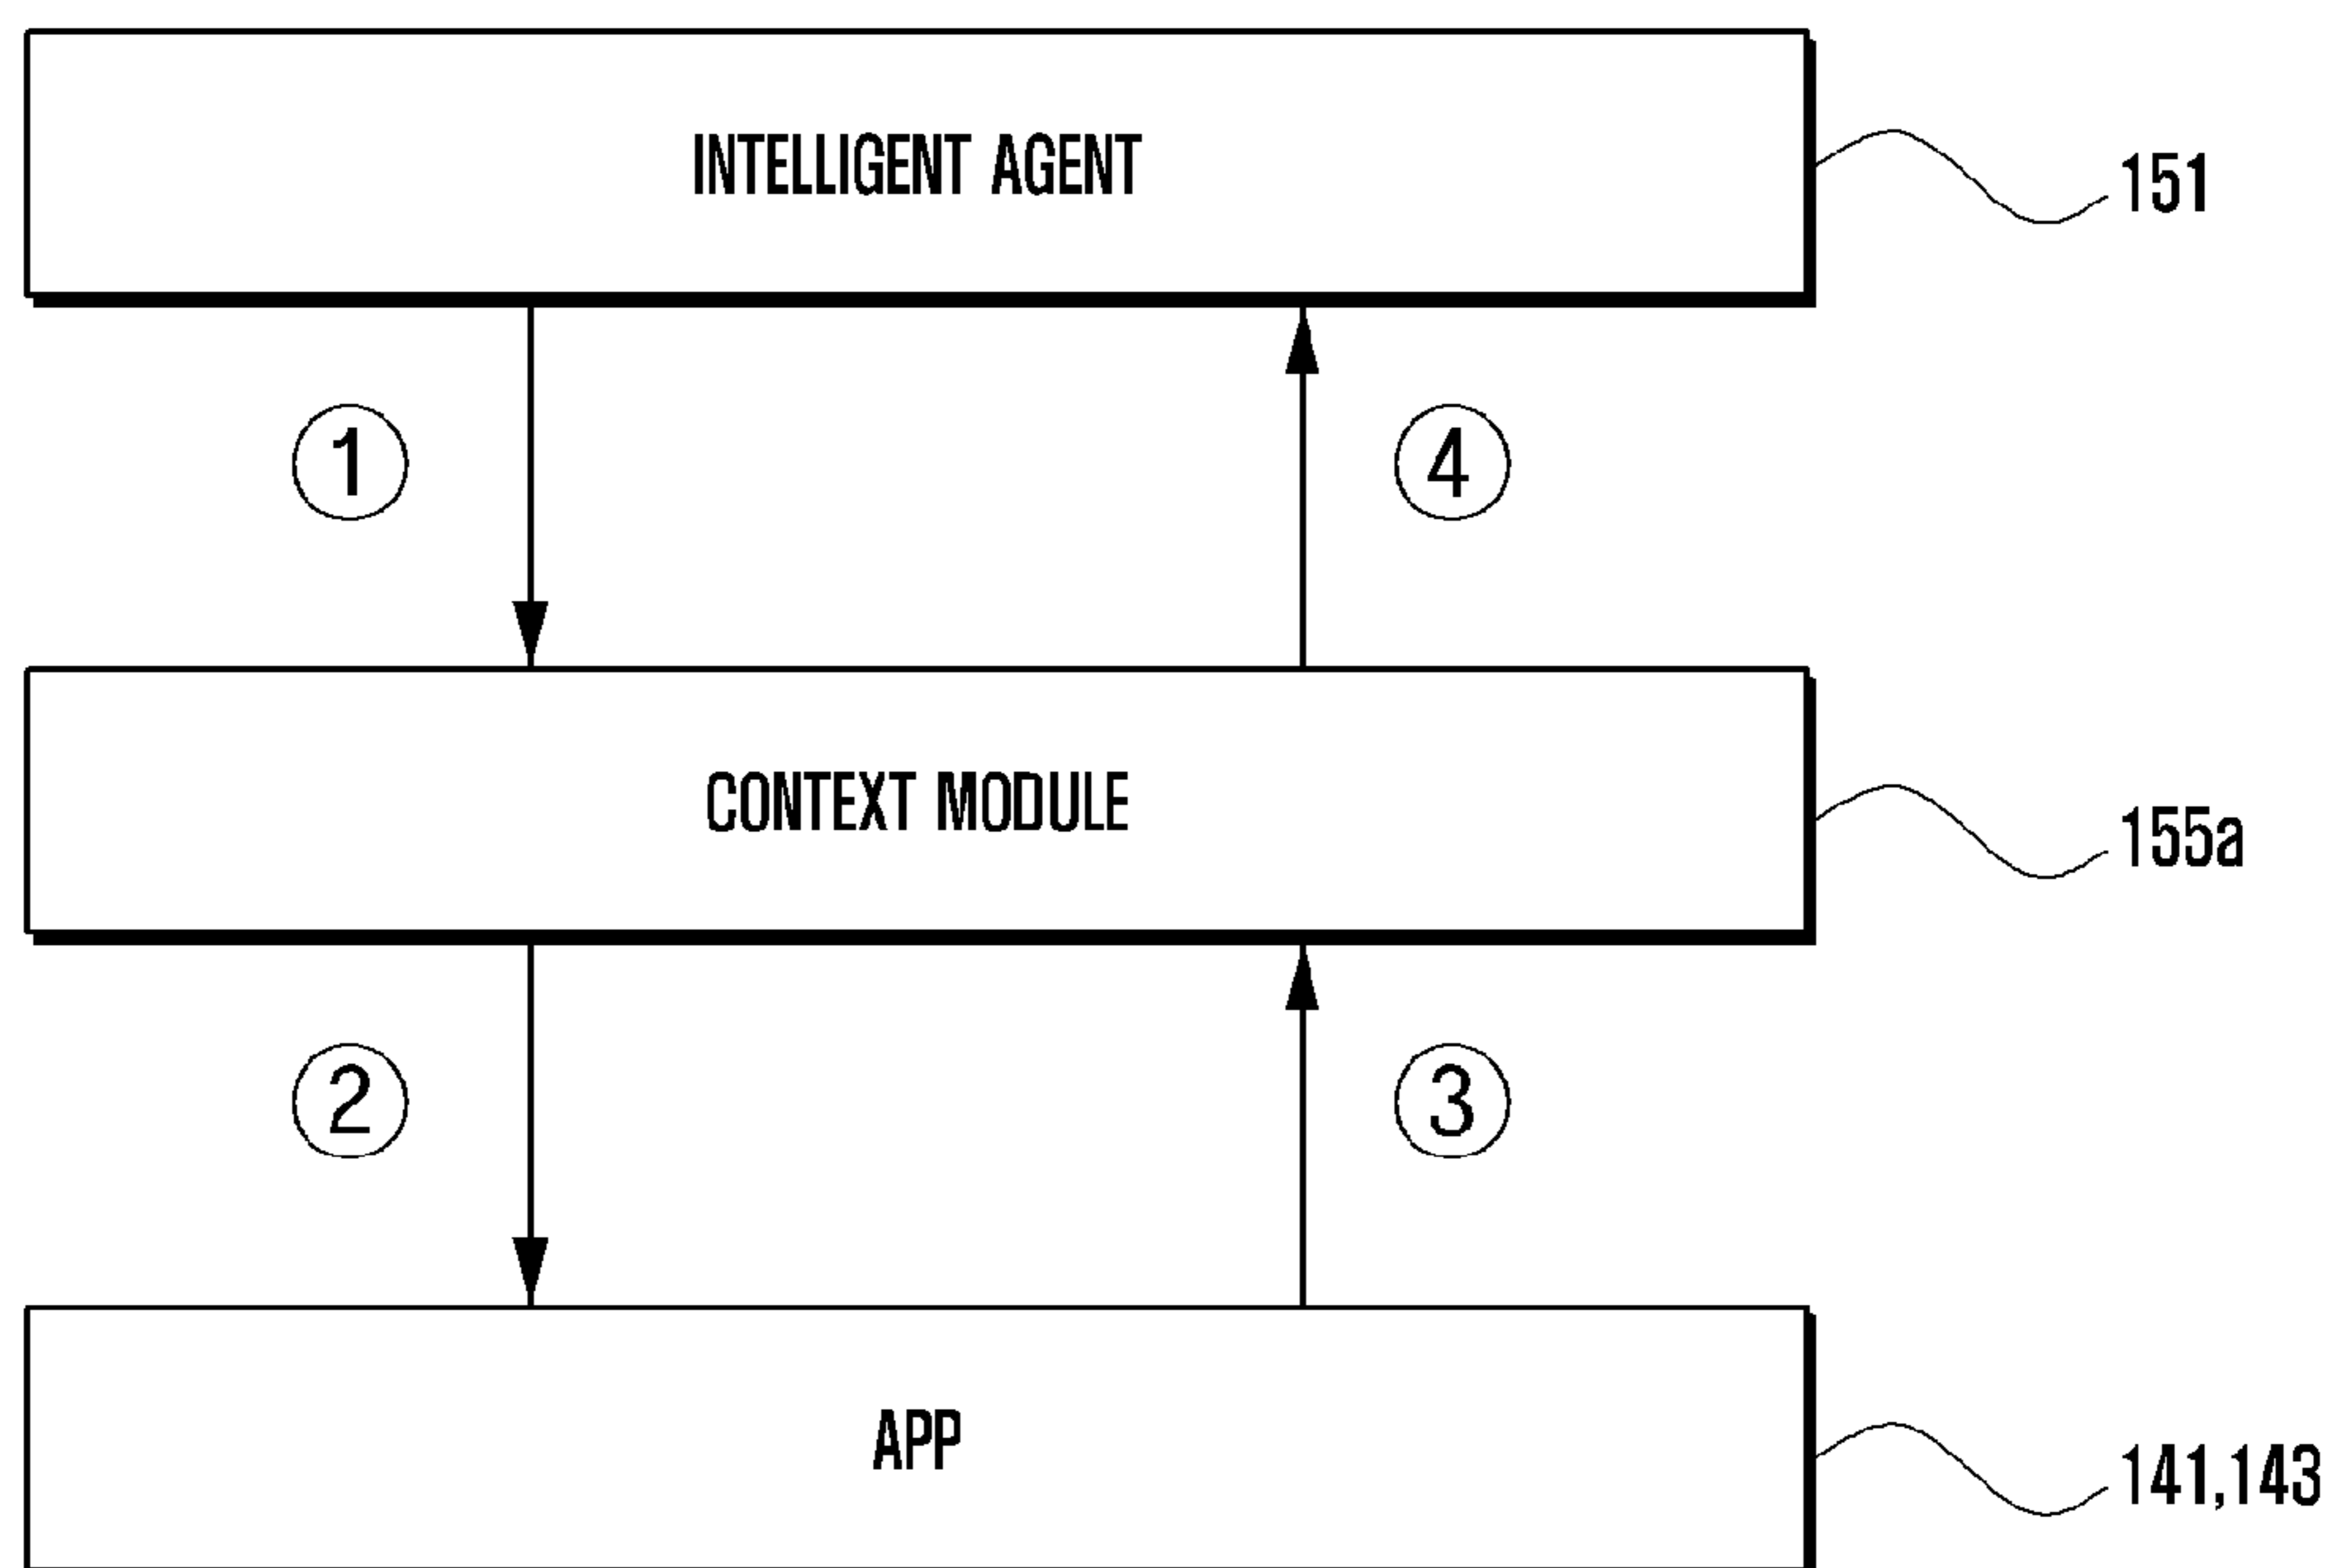 INTELLIGENT AGENT
151
① ④
CONTEXT MODULE
155a
② ③
APP
141,143